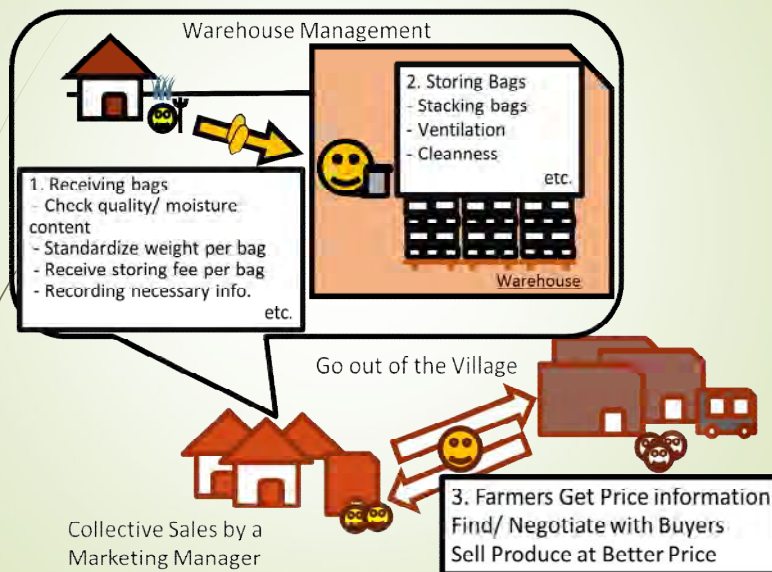 Warehouse Management
1. Receiving bags
- Check quality/ moisture
content
- Standardize weight per bag
- Receive storing fee per bag
- Recording necessary info.
etc.
2. Storing Bags
- Stacking bags
- Ventilation
- Cleanness
etc.
Warehouse
Go out of the Village
Collective Sales by a
Marketing Manager
3. Farmers Get Price information
Find/ Negotiate with Buyers
Sell Produce at Better Price